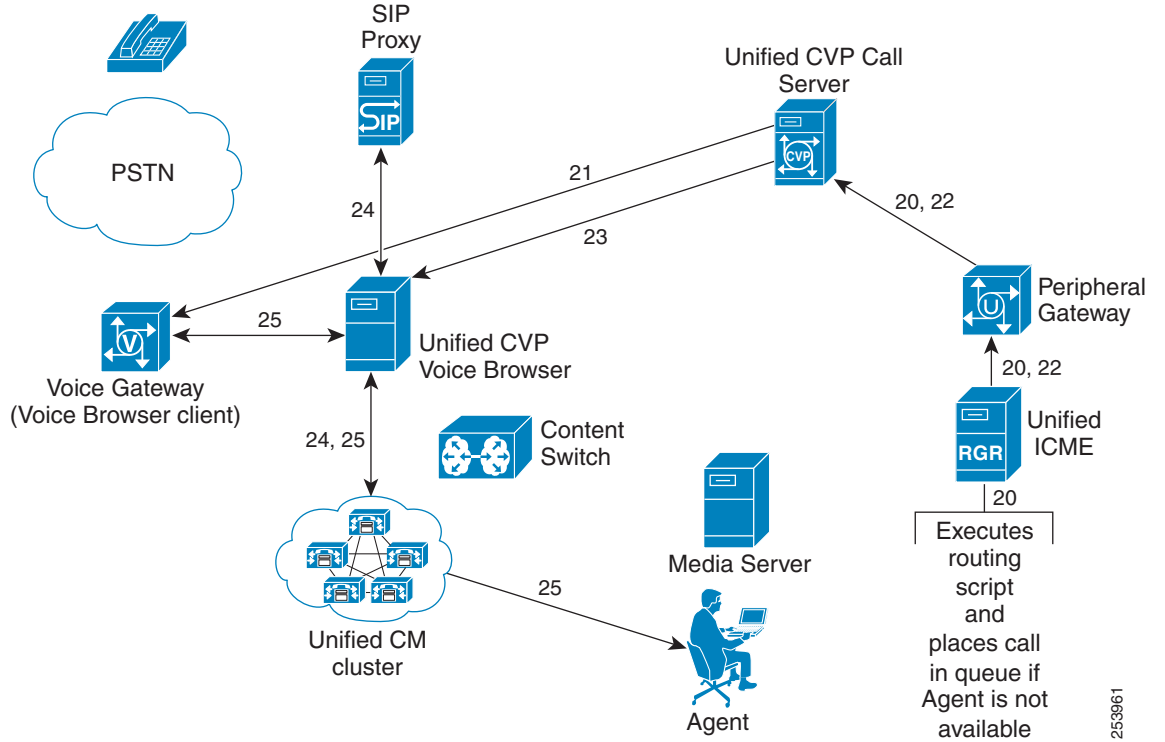 SIP
Proxy
Unified CVP Call
Server
SIP
CVP
PSTN
21
24
20, 22
23
Peripheral
Gateway
U
25
V
Unified CVP
Voice Browser
20, 22
Voice Gateway
(Voice Browser client)
24, 25
Content
Switch
Unified
ICME
RGR
20
Executes
routing
script
and
places call
in queue if
Agent is not
available
Media Server
25
Unified CM
cluster
Agent
253961